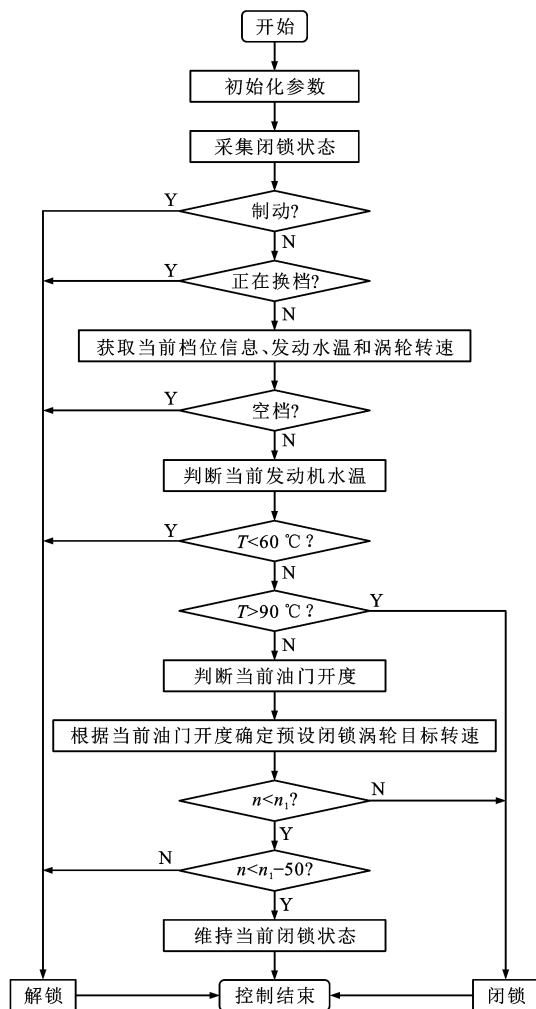 开始
初始化参数
采集闭锁状态
Y
制动?
N
Y
正在换档?
N
获取当前档位信息、发动水温和涡轮转速
Y
空档?
N
判断当前发动机水温
Y
T<60 ℃?
N
T>90 ℃?
Y
N
判断当前油门开度
根据当前油门开度确定预设闭锁涡轮目标转速
n<n₁?
N
Y
N
n<n₁−50?
Y
维持当前闭锁状态
解锁
控制结束
闭锁